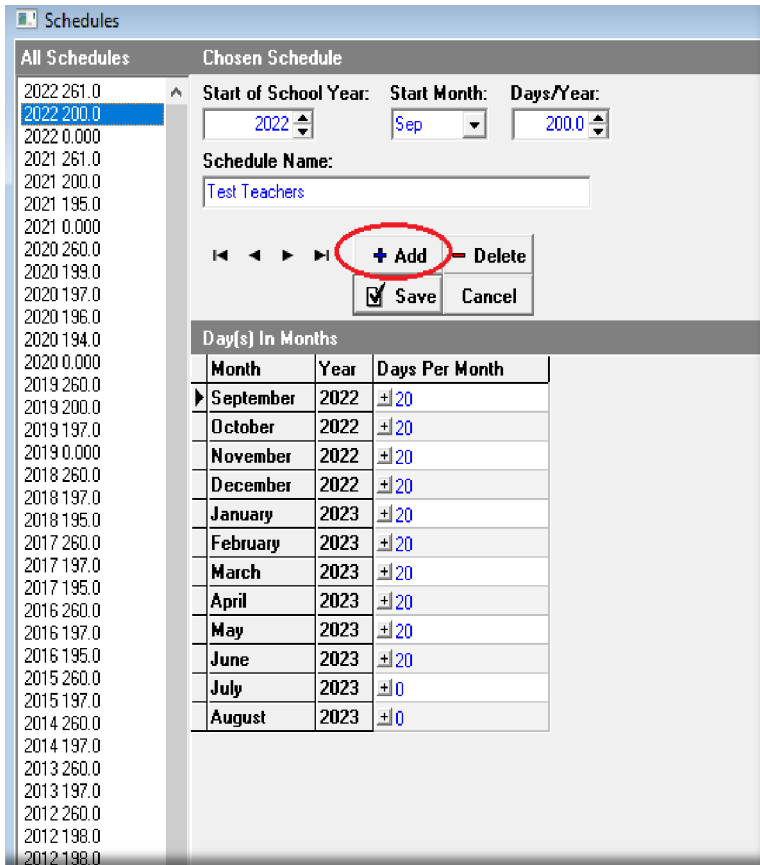 Schedules
All Schedules
2022 261.0
2022 200.0
2022 0.000
2021 261.0
2021 200.0
2021 195.0
2021 0.000
2020 260.0
2020 199.0
2020 197.0
2020 196.0
2020 194.0
2020 0.000
2019 260.0
2019 200.0
2019 197.0
2019 0.000
2018 260.0
2018 197.0
2018 195.0
2017 260.0
2017 197.0
2017 195.0
2016 260.0
2016 197.0
2016 195.0
2015 260.0
2015 197.0
2014 260.0
2014 197.0
2013 260.0
2013 197.0
2012 260.0
2012 198.0
2012 198.0
Chosen Schedule
Start of School Year: Start Month: Days/Year:
2022 Sep 200.0
Schedule Name:
Test Teachers
+ Add - Delete
Save Cancel
Day(s) In Months
Month Year Days Per Month
September 2022 + 20
October 2022 + 20
November 2022 + 20
December 2022 + 20
January 2023 + 20
February 2023 + 20
March 2023 + 20
April 2023 + 20
May 2023 + 20
June 2023 + 20
July 2023 + 0
August 2023 + 0